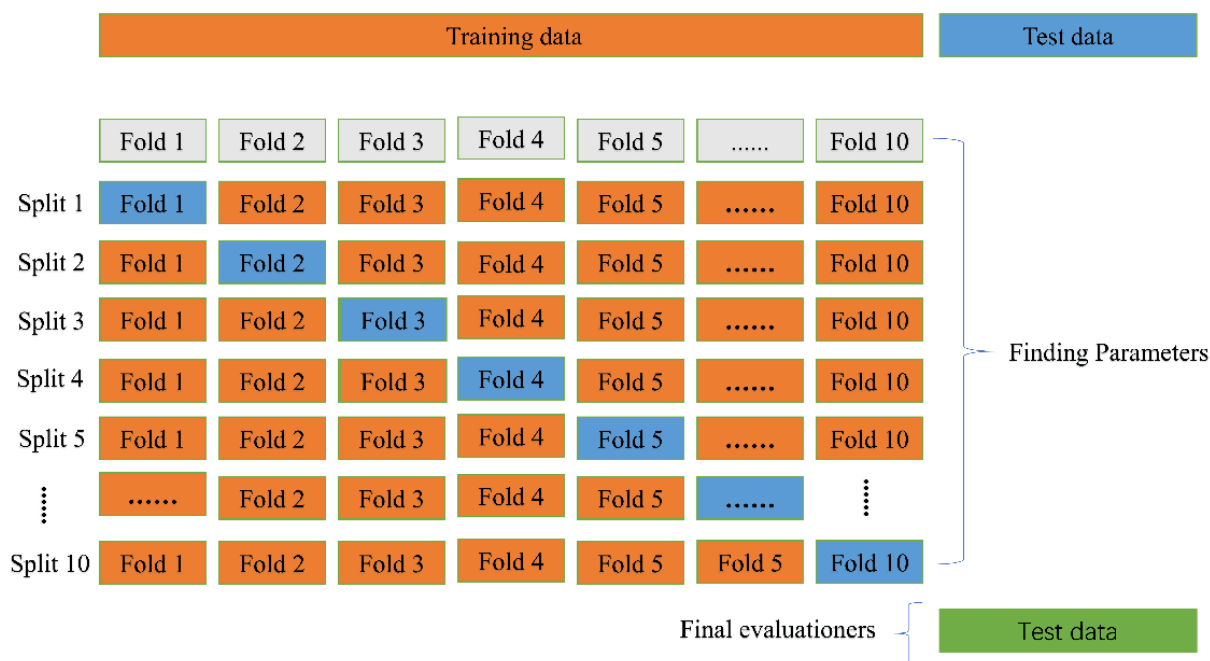 Training data Test data
Fold 1 Fold 2 Fold 3 Fold 4 Fold 5 ...... Fold 10
Split 1 Fold 1 Fold 2 Fold 3 Fold 4 Fold 5 ...... Fold 10
Split 2 Fold 1 Fold 2 Fold 3 Fold 4 Fold 5 ...... Fold 10
Split 3 Fold 1 Fold 2 Fold 3 Fold 4 Fold 5 ...... Fold 10
Finding Parameters
Split 4 Fold 1 Fold 2 Fold 3 Fold 4 Fold 5 ...... Fold 10
Split 5 Fold 1 Fold 2 Fold 3 Fold 4 Fold 5 ...... Fold 10
...... Fold 2 Fold 3 Fold 4 Fold 5 ......
Split 10 Fold 1 Fold 2 Fold 3 Fold 4 Fold 5 Fold 5 Fold 10
Final evaluationers Test data